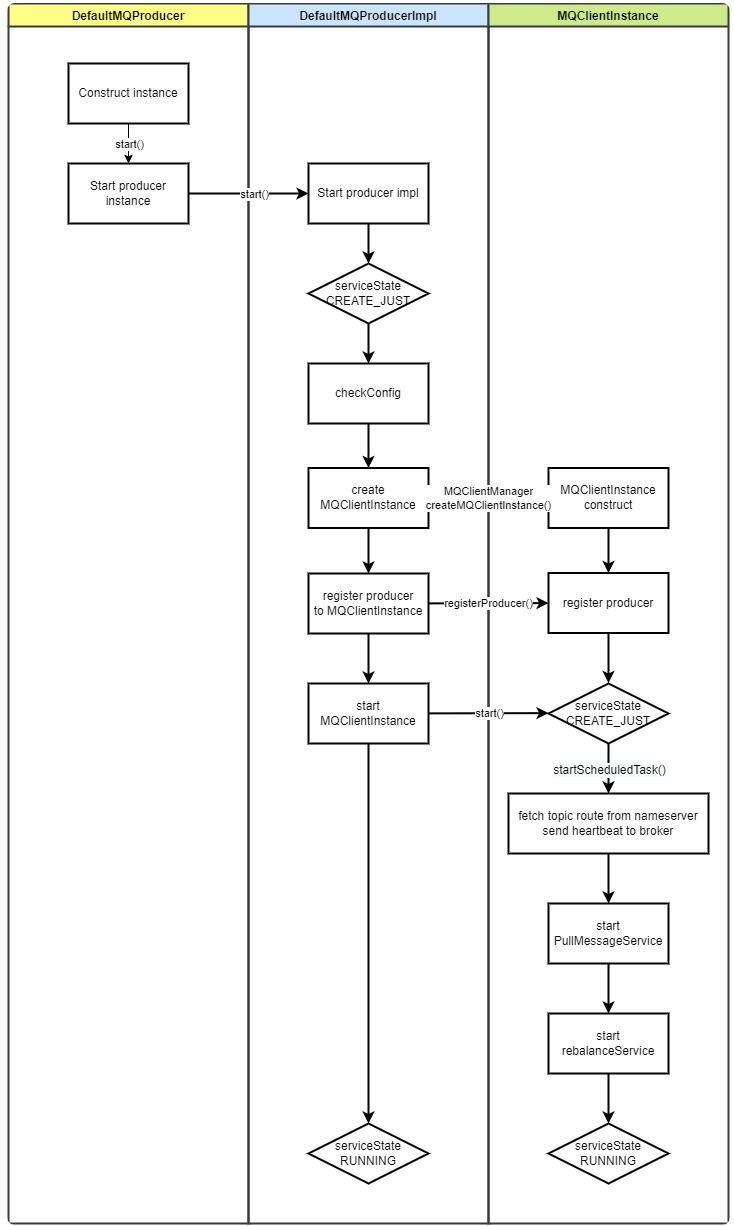 DefaultMQProducer
DefaultMQProducerImpl
MQClientInstance
Construct instance
start()
Start producer
instance
start()
Start producer impl
serviceState
CREATE_JUST
checkConfig
create
MQClientInstance
MQClientManager
createMQClientInstance()
MQClientInstance
construct
register producer
to MQClientInstance
registerProducer()
register producer
start
MQClientInstance
start()
serviceState
CREATE_JUST
startScheduledTask()
fetch topic route from nameserver
send heartbeat to broker
start
PullMessageService
start
rebalanceService
serviceState
RUNNING
serviceState
RUNNING